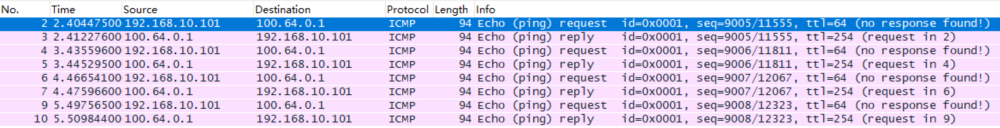 No. Time Source Destination Protocol Length Info
2 2.40447500 192.168.10.101 100.64.0.1 ICMP 94 Echo (ping) request id=0x0001, seq=9005/11555, ttl=64 (no response found!)
3 2.41227600 100.64.0.1 192.168.10.101 ICMP 94 Echo (ping) reply id=0x0001, seq=9005/11555, ttl=254 (request in 2)
4 3.43559600 192.168.10.101 100.64.0.1 ICMP 94 Echo (ping) request id=0x0001, seq=9006/11811, ttl=64 (no response found!)
5 3.44529500 100.64.0.1 192.168.10.101 ICMP 94 Echo (ping) reply id=0x0001, seq=9006/11811, ttl=254 (request in 4)
6 4.46654100 192.168.10.101 100.64.0.1 ICMP 94 Echo (ping) request id=0x0001, seq=9007/12067, ttl=64 (no response found!)
7 4.47596600 100.64.0.1 192.168.10.101 ICMP 94 Echo (ping) reply id=0x0001, seq=9007/12067, ttl=254 (request in 6)
9 5.49756500 192.168.10.101 100.64.0.1 ICMP 94 Echo (ping) request id=0x0001, seq=9008/12323, ttl=64 (no response found!)
10 5.50984400 100.64.0.1 192.168.10.101 ICMP 94 Echo (ping) reply id=0x0001, seq=9008/12323, ttl=254 (request in 9)